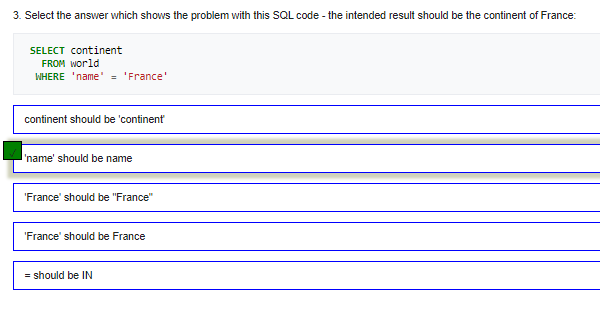 3. Select the answer which shows the problem with this SQL code - the intended result should be the continent of France:
SELECT continent
FROM world
WHERE 'name' = 'France'
continent should be 'continent'
'name' should be name
'France' should be "France"
'France' should be France
= should be IN